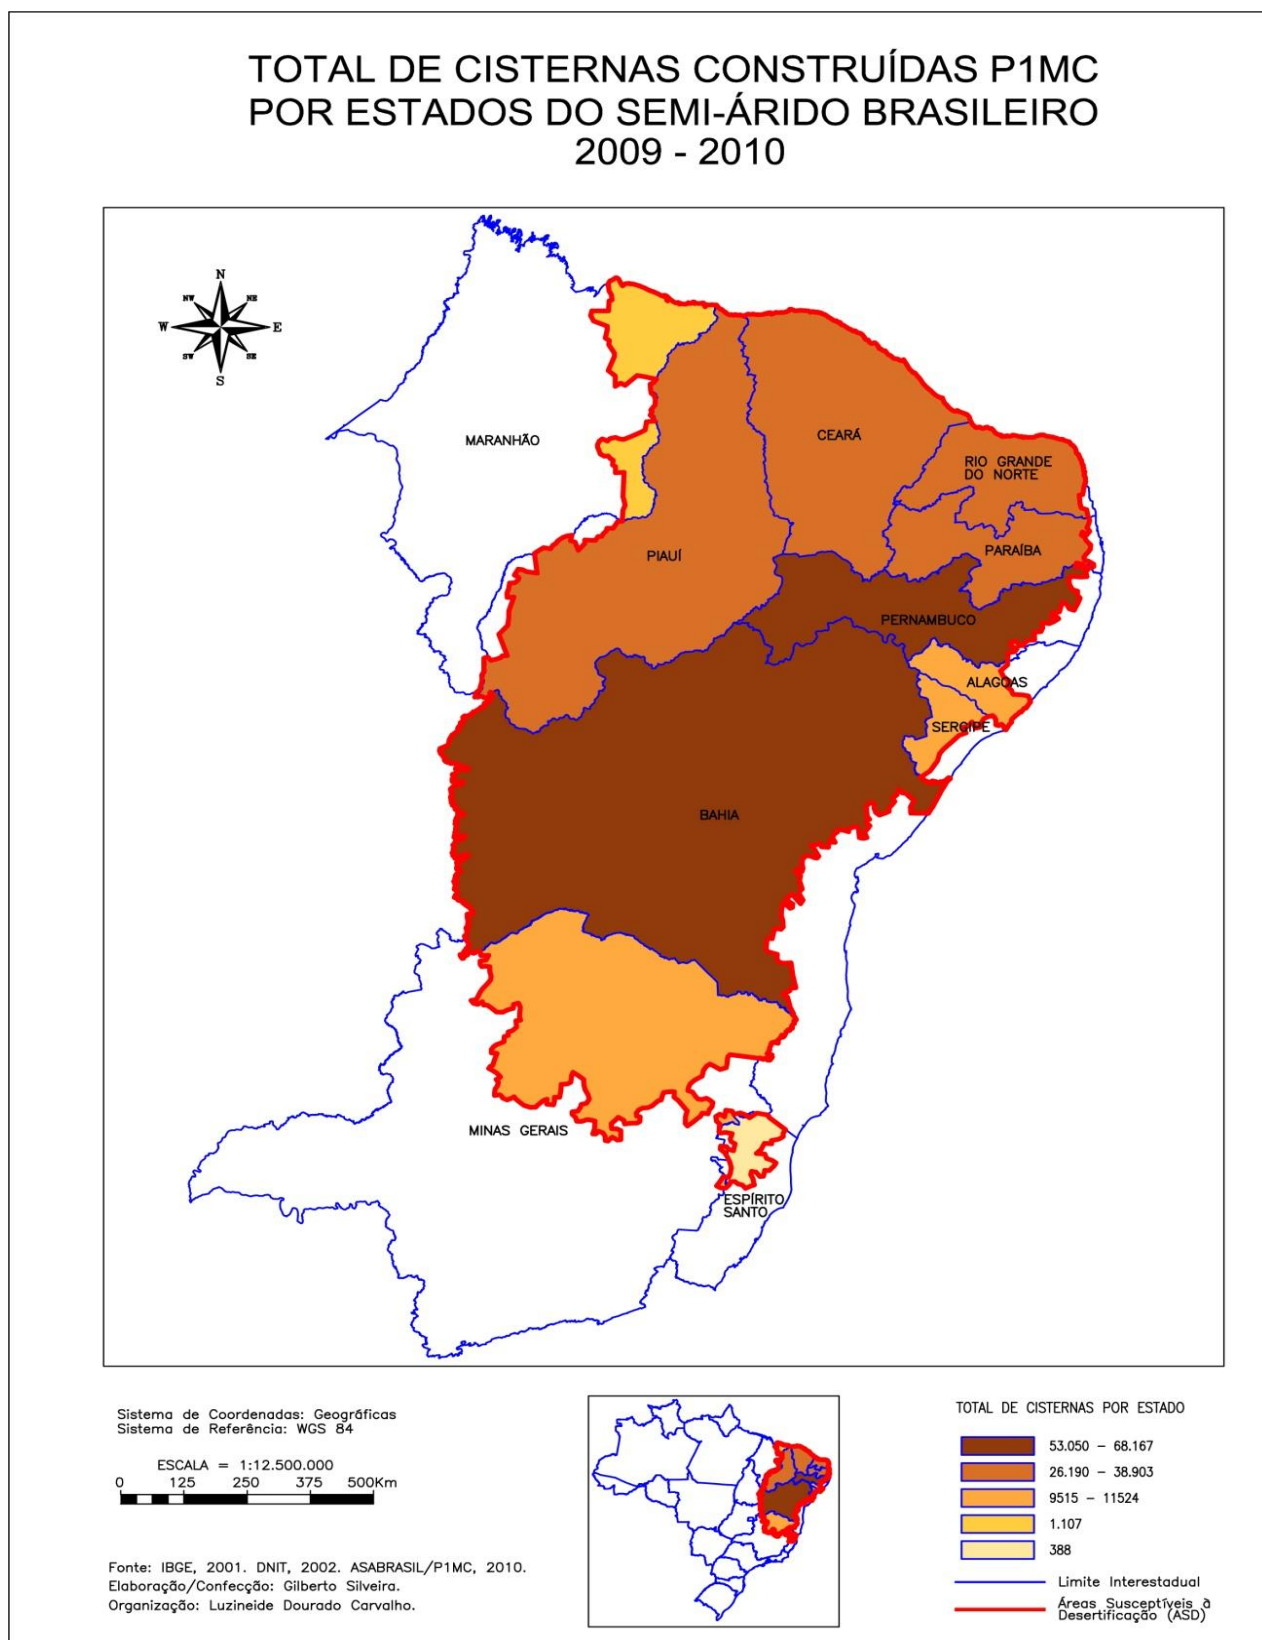 TOTAL DE CISTERNAS CONSTRUÍDAS P1MC
POR ESTADOS DO SEMI-ÁRIDO BRASILEIRO
2009 - 2010
N
NW
NE
W
E
SW
SE
S
MARANHÃO
CEARÁ
RIO GRANDE
DO NORTE
PIAUÍ
PARAÍBA
PERNAMBUCO
ALAGOAS
SERGIPE
BAHIA
MINAS GERAIS
ESPÍRITO
SANTO
Sistema de Coordenadas: Geográficas
Sistema de Referência: WGS 84
ESCALA = 1:12.500.000
0 125 250 375 500Km
Fonte: IBGE, 2001. DNIT, 2002. ASABRASIL/P1MC, 2010.
Elaboração/Confecção: Gilberto Silveira.
Organização: Luzineide Dourado Carvalho.
TOTAL DE CISTERNAS POR ESTADO
53.050 - 68.167
26.190 - 38.903
9515 - 11524
1.107
388
Limite Interestadual
Áreas Susceptíveis à
Desertificação (ASD)